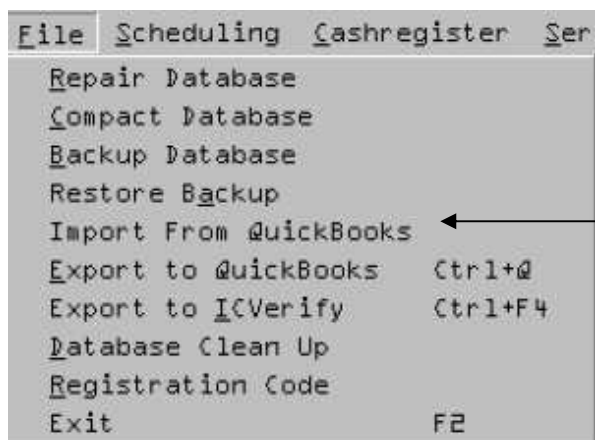 File Scheduling Cashregister Ser
Repair Database
Compact Database
Backup Database
Restore Backup
Import From QuickBooks
Export to QuickBooks Ctrl+Q
Export to ICVerify Ctrl+F4
Database Clean Up
Registration Code
Exit F2